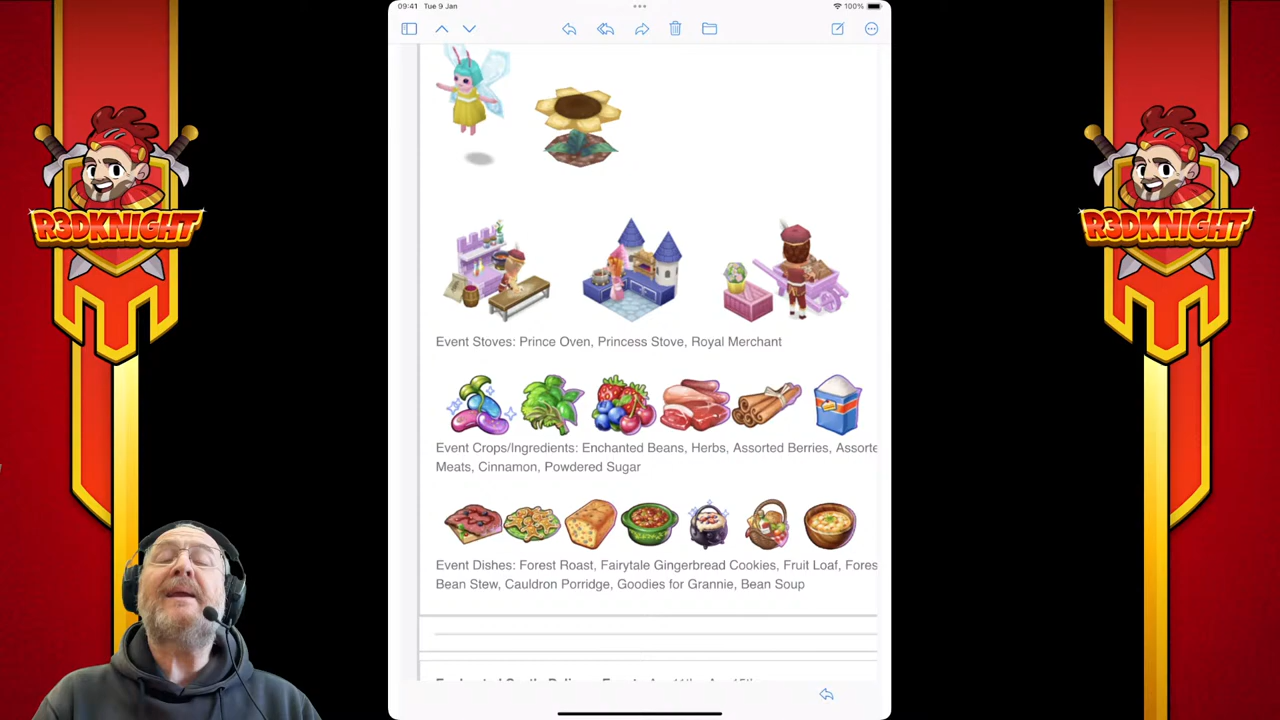 09:41 Tue 9 Jan
100%
R3DKNIGHT
R3DKNIGHT
Event Stoves: Prince Oven, Princess Stove, Royal Merchant
Event Crops/Ingredients: Enchanted Beans, Herbs, Assorted Berries, Assorte
Meats, Cinnamon, Powdered Sugar
Event Dishes: Forest Roast, Fairytale Gingerbread Cookies, Fruit Loaf, Fores
Bean Stew, Cauldron Porridge, Goodies for Grannie, Bean Soup